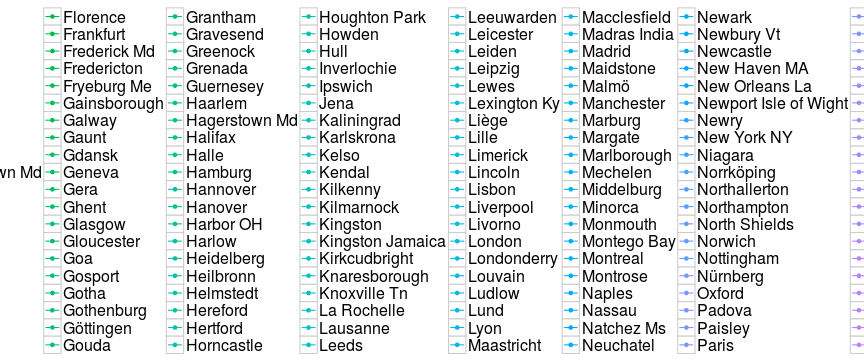 wn Md
Florence
Frankfurt
Frederick Md
Fredericton
Fryeburg Me
Gainsborough
Galway
Gaunt
Gdansk
Geneva
Gera
Ghent
Glasgow
Gloucester
Goa
Gosport
Gotha
Gothenburg
Göttingen
Gouda
Grantham
Gravesend
Greenock
Grenada
Guernesey
Haarlem
Hagerstown Md
Halifax
Halle
Hamburg
Hannover
Hanover
Harbor OH
Harlow
Heidelberg
Heilbronn
Helmstedt
Hereford
Hertford
Horncastle
Houghton Park
Howden
Hull
Inverlochie
Ipswich
Jena
Kaliningrad
Karlskrona
Kelso
Kendal
Kilkenny
Kilmarnock
Kingston
Kingston Jamaica
Kirkcudbright
Knaresborough
Knoxville Tn
La Rochelle
Lausanne
Leeds
Leeuwarden
Leicester
Leiden
Leipzig
Lewes
Lexington Ky
Liège
Lille
Limerick
Lincoln
Lisbon
Liverpool
Livorno
London
Londonderry
Louvain
Ludlow
Lund
Lyon
Maastricht
Macclesfield
Madras India
Madrid
Maidstone
Malmö
Manchester
Marburg
Margate
Marlborough
Mechelen
Middelburg
Minorca
Monmouth
Montego Bay
Montreal
Montrose
Naples
Nassau
Natchez Ms
Neuchatel
Newark
Newbury Vt
Newcastle
New Haven MA
New Orleans La
Newport Isle of Wight
Newry
New York NY
Niagara
Norrköping
Northallerton
Northampton
North Shields
Norwich
Nottingham
Nürnberg
Oxford
Padova
Paisley
Paris